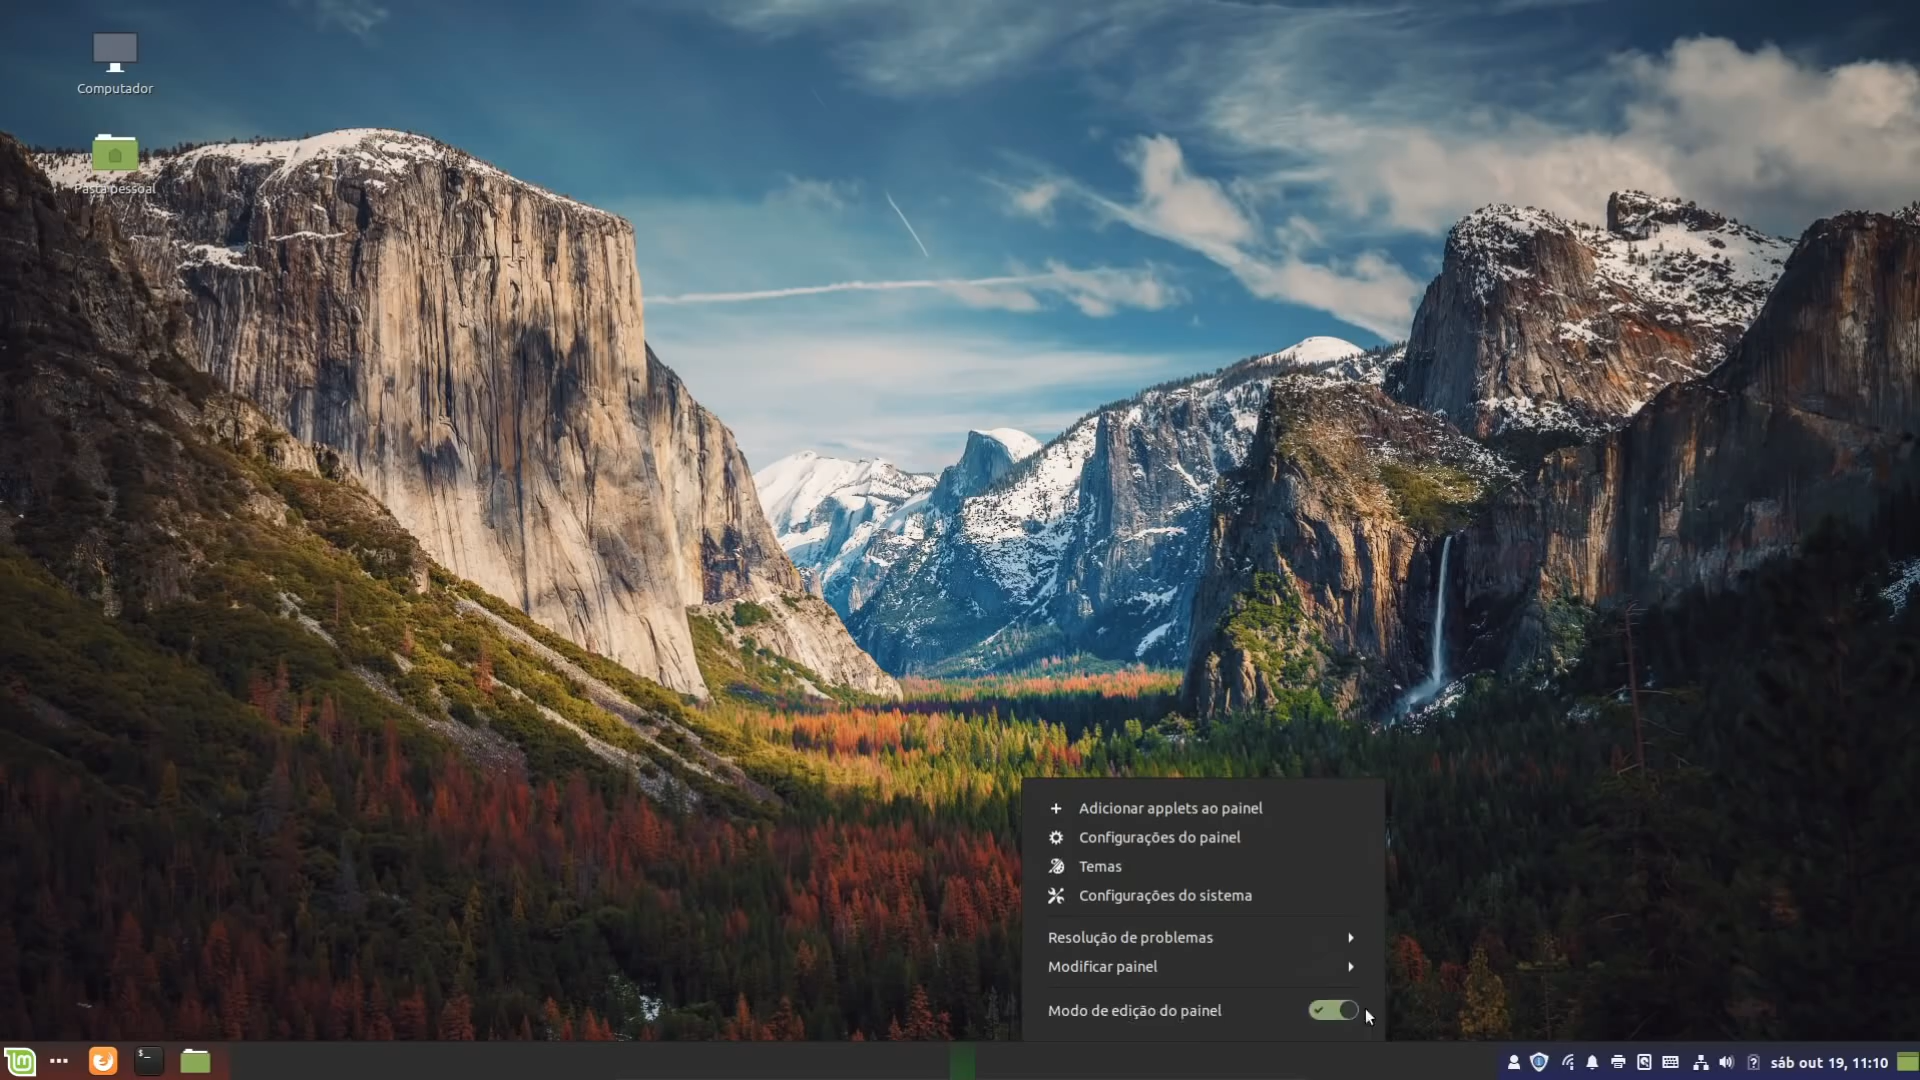 Computador
Pasta pessoal
Adicionar applets ao painel
Configurações do painel
Temas
Configurações do sistema
Resolução de problemas
Modificar painel
Modo de edição do painel
sáb out 19, 11:10